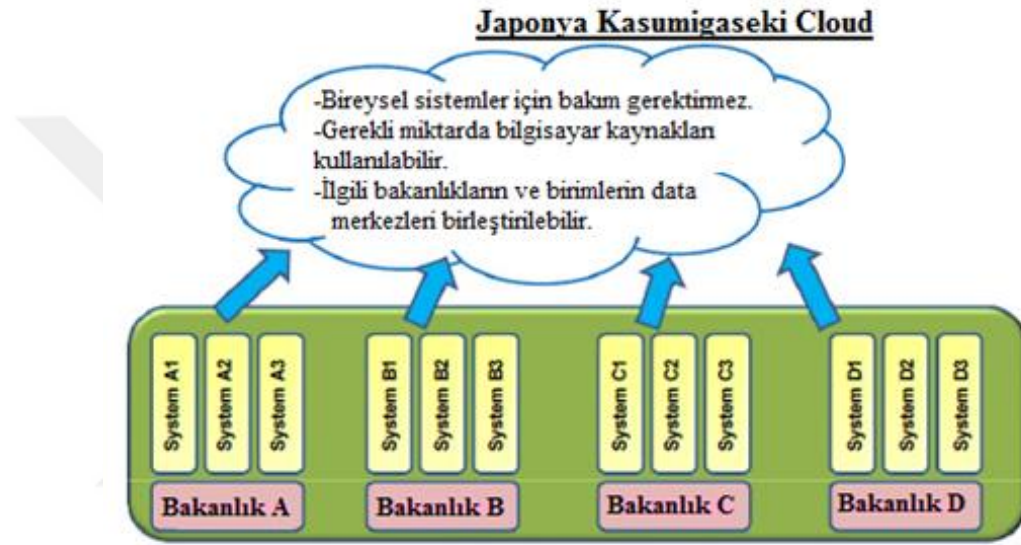 Japonya Kasumigaseki Cloud
-Bireysel sistemler için bakım gerektirmez.
-Gerekli miktarda bilgisayar kaynakları
kullanılabilir.
-İlgili bakanlıkların ve birimlerin data
merkezleri birleştirilebilir.
System A1
System A2
System A3
System B1
System B2
System B3
System C1
System C2
System C3
System D1
System D2
System D3
Bakanlık A
Bakanlık B
Bakanlık C
Bakanlık D